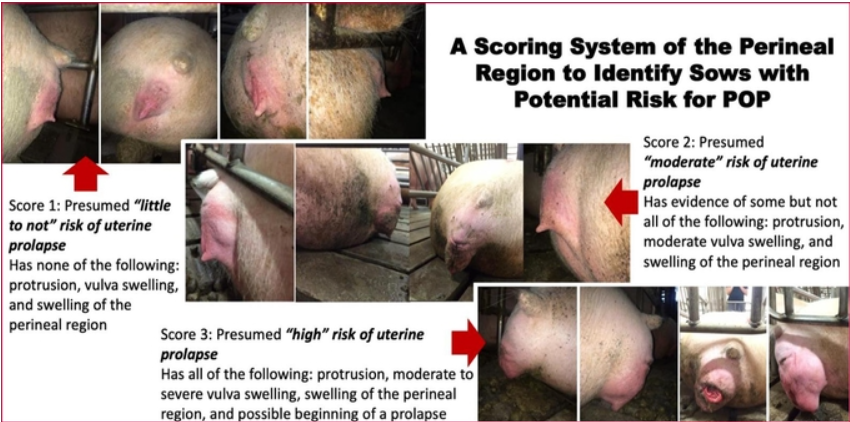 A Scoring System of the Perineal
Region to Identify Sows with
Potential Risk for POP
Score 1: Presumed “little
to not” risk of uterine
prolapse
Has none of the following:
protrusion, vulva swelling,
and swelling of the
perineal region
Score 2: Presumed
“moderate” risk of uterine
prolapse
Has evidence of some but not
all of the following: protrusion,
moderate vulva swelling, and
swelling of the perineal region
Score 3: Presumed “high” risk of uterine
prolapse
Has all of the following: protrusion, moderate to
severe vulva swelling, swelling of the perineal
region, and possible beginning of a prolapse